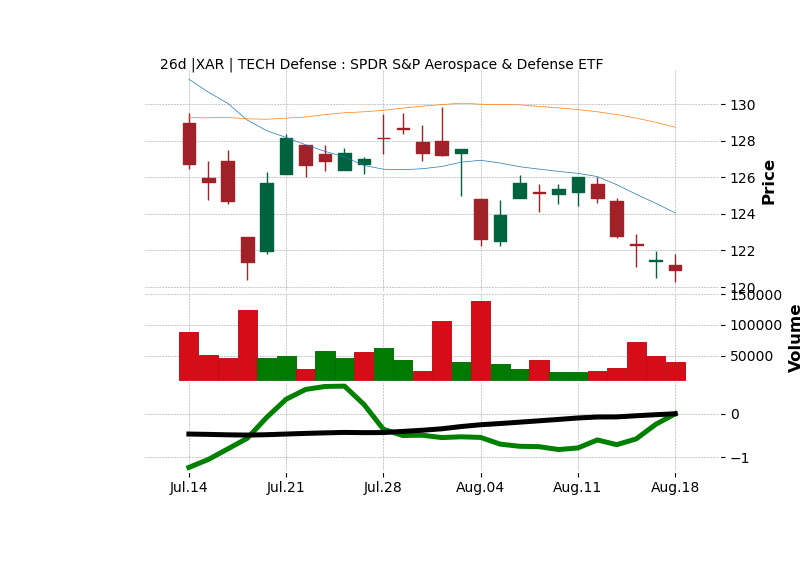 26d |XAR | TECH Defense : SPDR S&P Aerospace & Defense ETF
130
128
126
124
122
120
Price
150000
100000
50000
Volume
0
−1
Jul.14 Jul.21 Jul.28 Aug.04 Aug.11 Aug.18